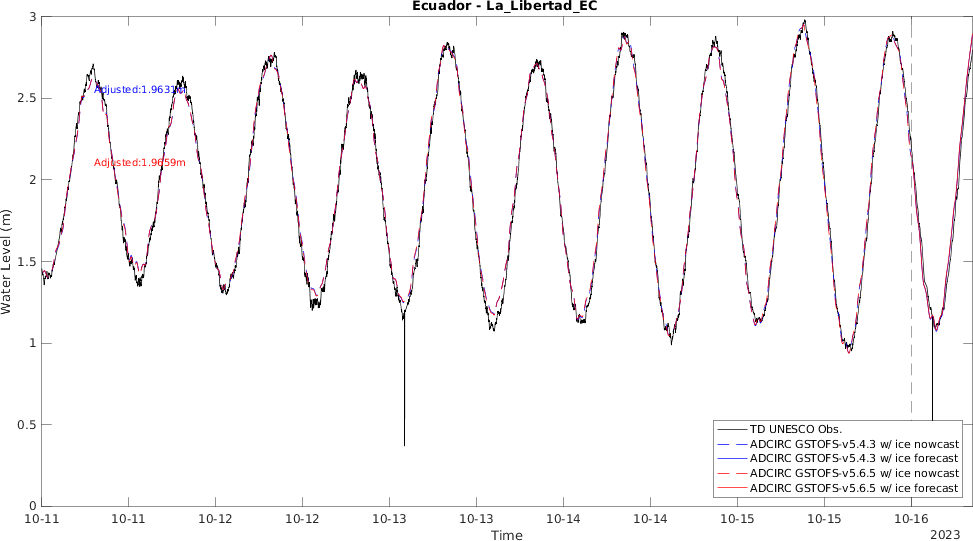 Ecuador - La_Libertad_EC
3
2.5
2
1.5
1
0.5
0
Water Level (m)
Adjusted:1.9631m
Adjusted:1.9659m
TD UNESCO Obs.
ADCIRC GSTOFS-v5.4.3 w/ ice nowcast
ADCIRC GSTOFS-v5.4.3 w/ ice forecast
ADCIRC GSTOFS-v5.6.5 w/ ice nowcast
ADCIRC GSTOFS-v5.6.5 w/ ice forecast
10-11 10-11 10-12 10-12 10-13 10-13 10-14 10-14 10-15 10-15 10-16
Time
2023